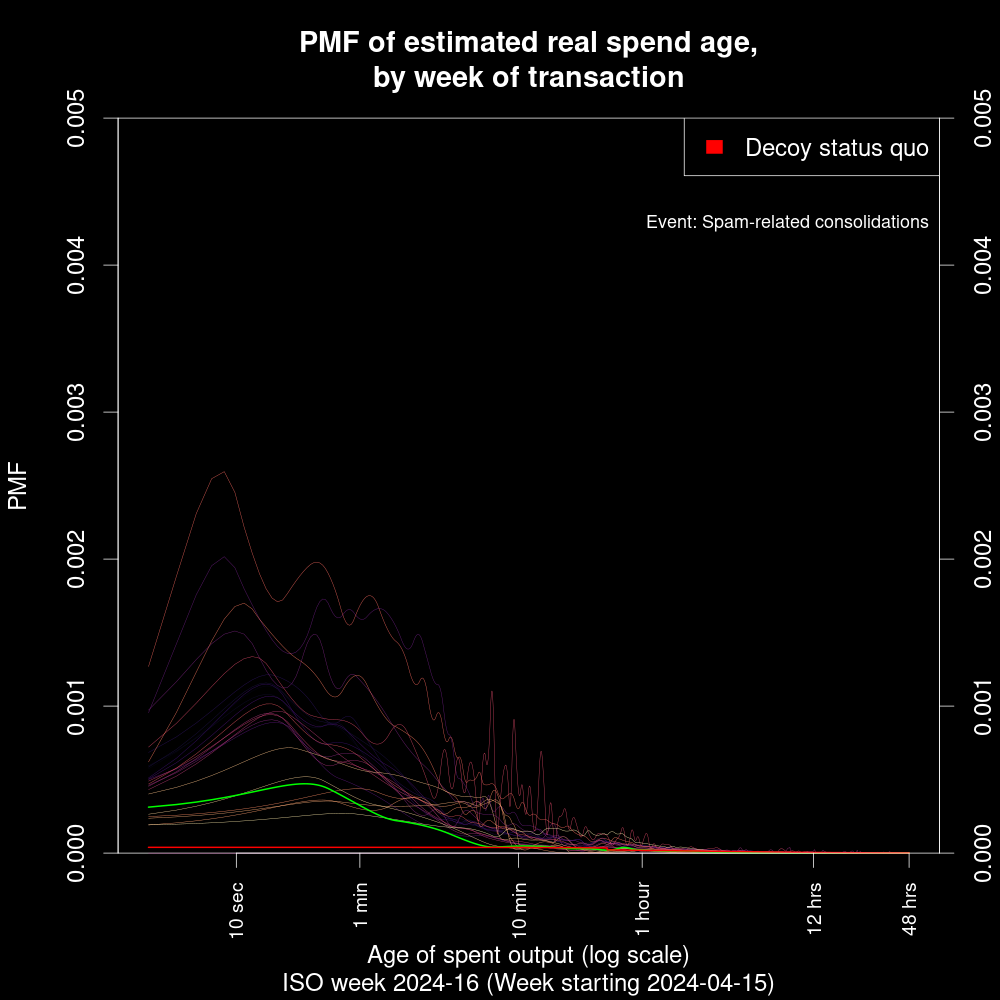 PMF of estimated real spend age,
by week of transaction
Decoy status quo
Event: Spam-related consolidations
PMF
0.005
0.004
0.003
0.002
0.001
0.000
0.005
0.004
0.003
0.002
0.001
0.000
10 sec
1 min
10 min
1 hour
12 hrs
48 hrs
Age of spent output (log scale)
ISO week 2024-16 (Week starting 2024-04-15)